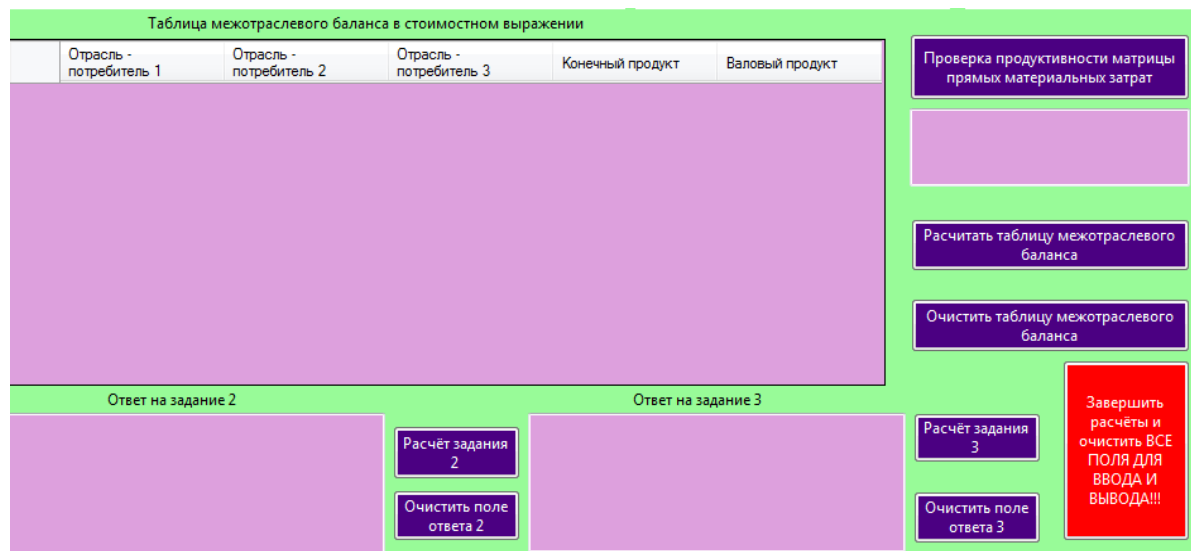 Таблица межотраслевого баланса в стоимостном выражении
Отрасль -
потребитель 1
Отрасль -
потребитель 2
Отрасль -
потребитель 3
Конечный продукт
Валовый продукт
Проверка продуктивности матрицы
прямых материальных затрат
Расчитать таблицу межотраслевого
баланса
Очистить таблицу межотраслевого
баланса
Ответ на задание 2
Расчёт задания
2
Очистить поле
ответа 2
Ответ на задание 3
Расчёт задания
3
Очистить поле
ответа 3
Завершить
расчёты и
очистить ВСЕ
ПОЛЯ ДЛЯ
ВВОДА И
ВЫВОДА!!!